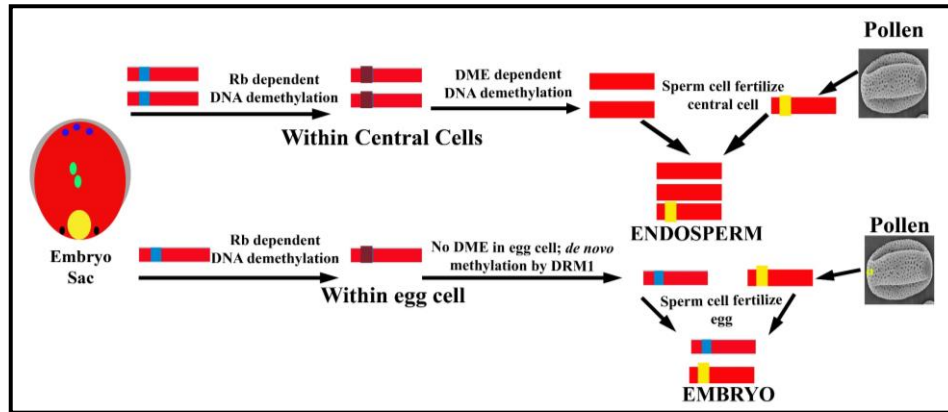 Pollen
Rb dependent
DNA demethylation
DME dependent
DNA demethylation
Sperm cell fertilize
central cell
Within Central Cells
ENDOSPERM
Embryo
Sac
Rb dependent
DNA demethylation
No DME in egg cell; de novo
methylation by DRM1
Pollen
Within egg cell
Sperm cell fertilize
egg
EMBRYO